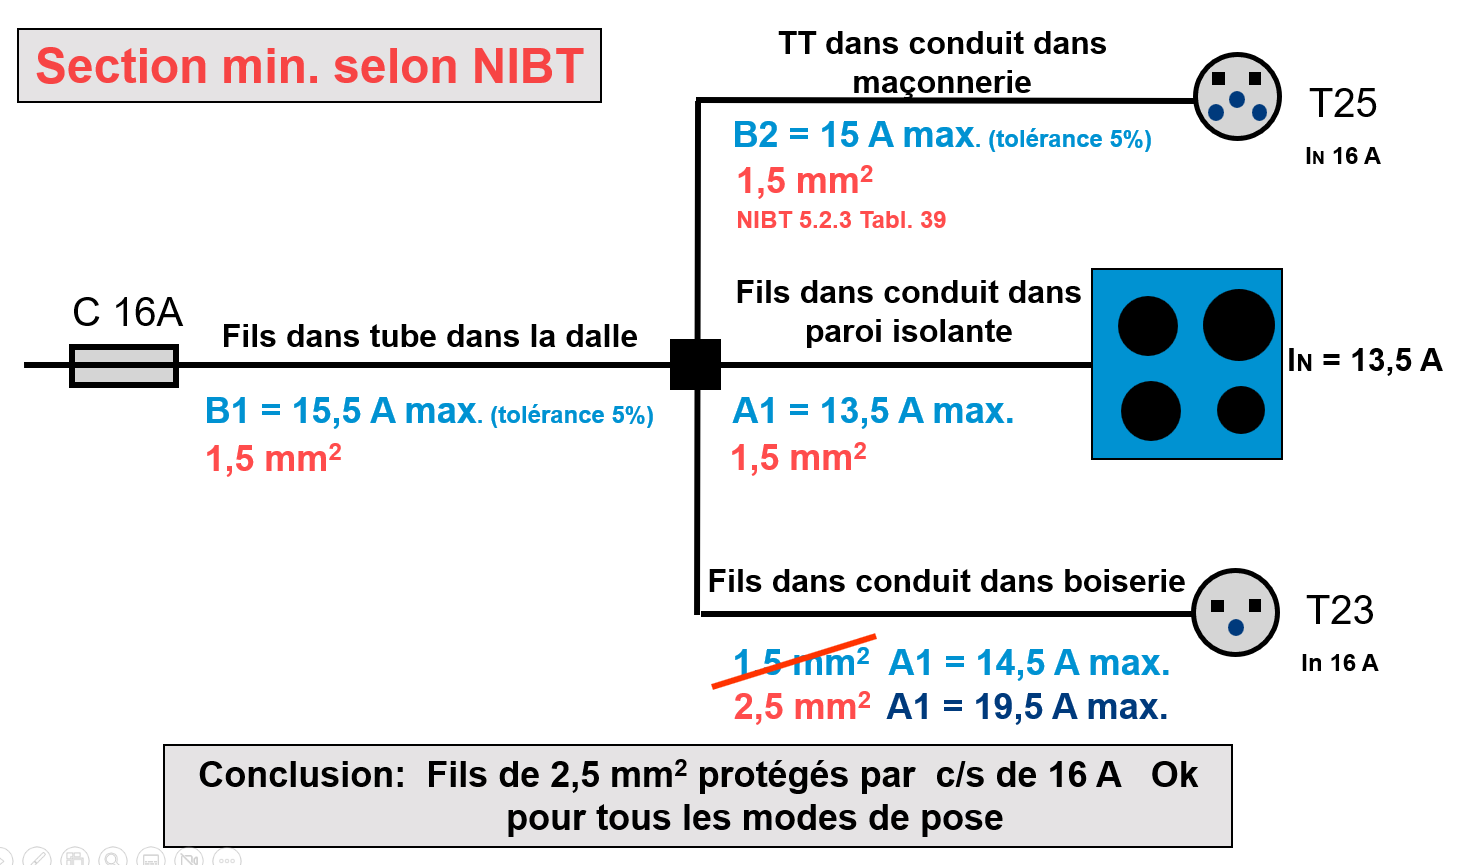 Section min. selon NIBT
TT dans conduit dans
maçonnerie
B2 = 15 A max. (tolérance 5%)
1,5 mm²
NIBT 5.2.3 Tabl. 39
T25
IN 16 A
C 16A
Fils dans tube dans la dalle
B1 = 15,5 A max. (tolérance 5%)
1,5 mm²
Fils dans conduit dans
paroi isolante
A1 = 13,5 A max.
1,5 mm²
IN = 13,5 A
Fils dans conduit dans boiserie
1,5 mm² A1 = 14,5 A max.
2,5 mm² A1 = 19,5 A max.
T23
In 16 A
Conclusion: Fils de 2,5 mm² protégés par c/s de 16 A Ok
pour tous les modes de pose